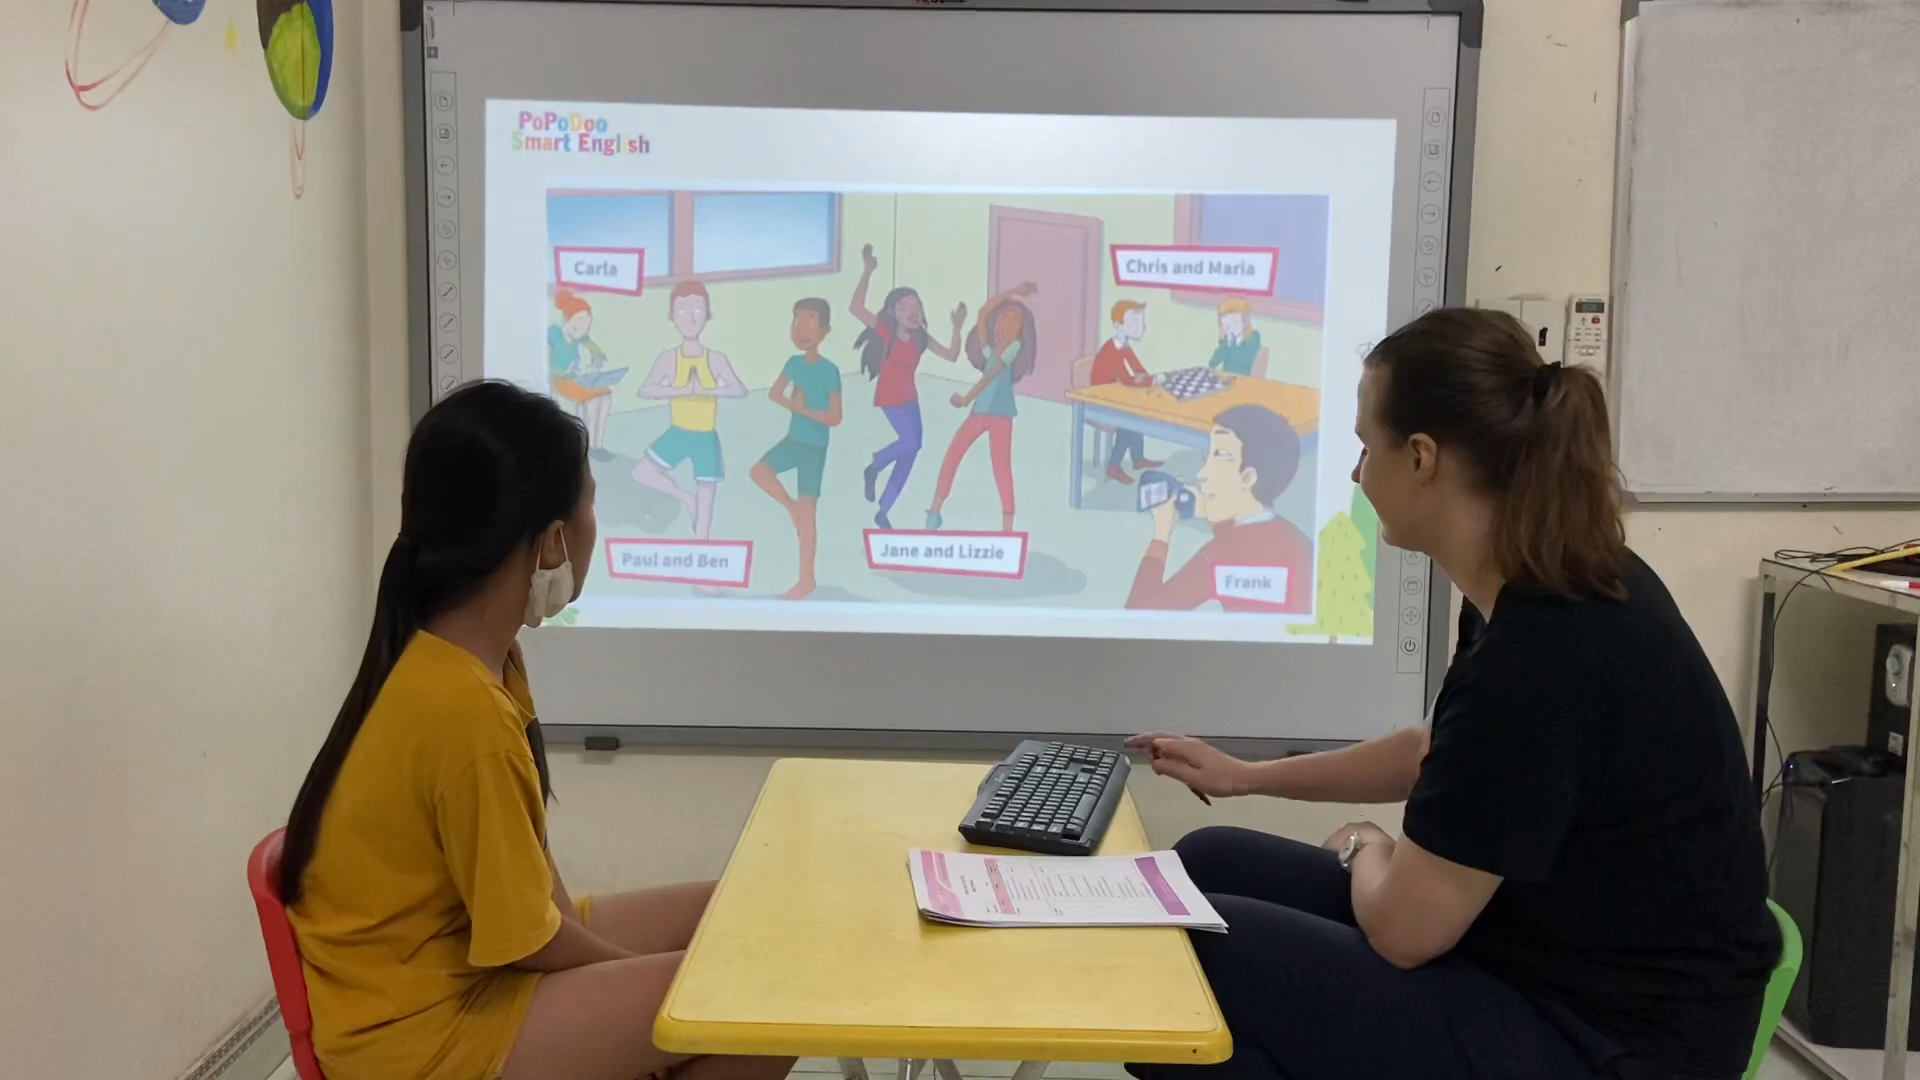 PoPoDoo
Smart English
Carla
Chris and Maria
Paul and Ben
Jane and Lizzie
Frank